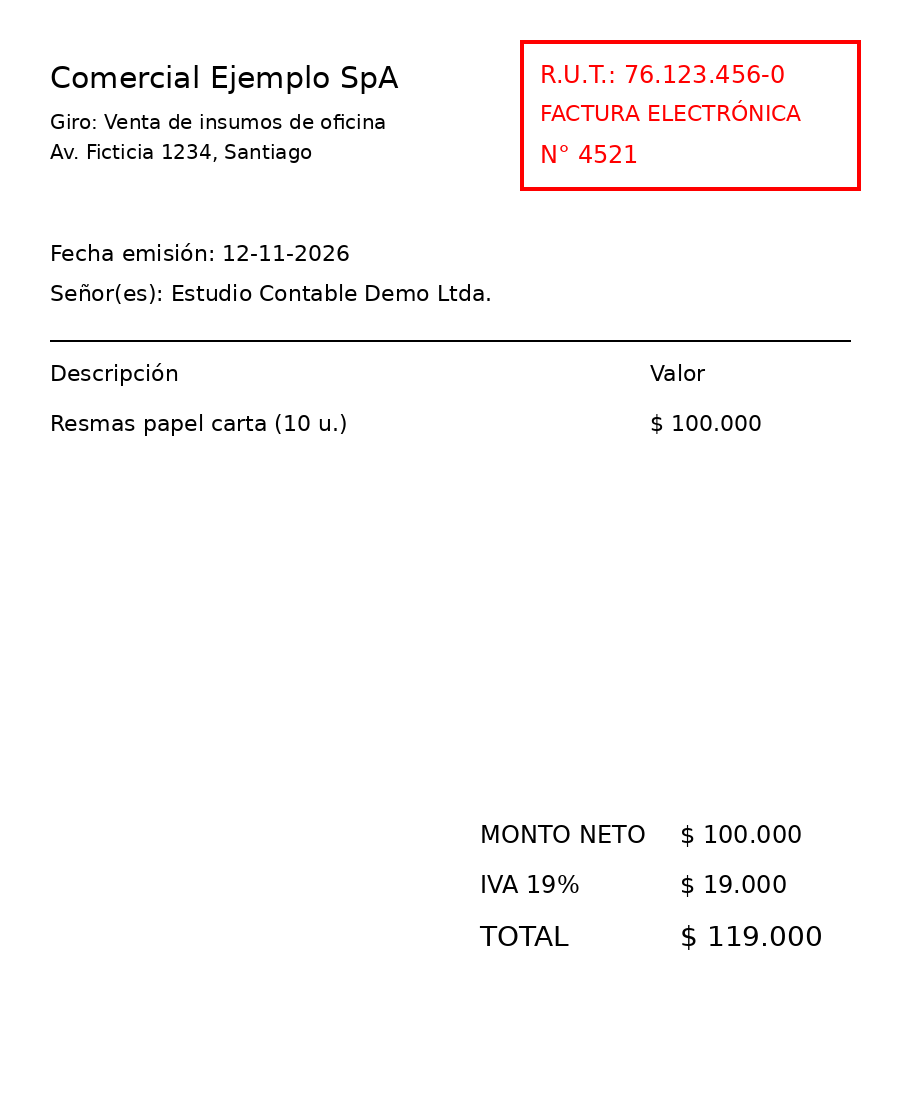 Comercial Ejemplo SpA
Giro: Venta de insumos de oficina
Av. Ficticia 1234, Santiago
R.U.T.: 76.123.456-0
FACTURA ELECTRÓNICA
N° 4521
Fecha emisión: 12-11-2026
Señor(es): Estudio Contable Demo Ltda.
Descripción Valor
Resmas papel carta (10 u.) $ 100.000
MONTO NETO $ 100.000
IVA 19% $ 19.000
TOTAL $ 119.000